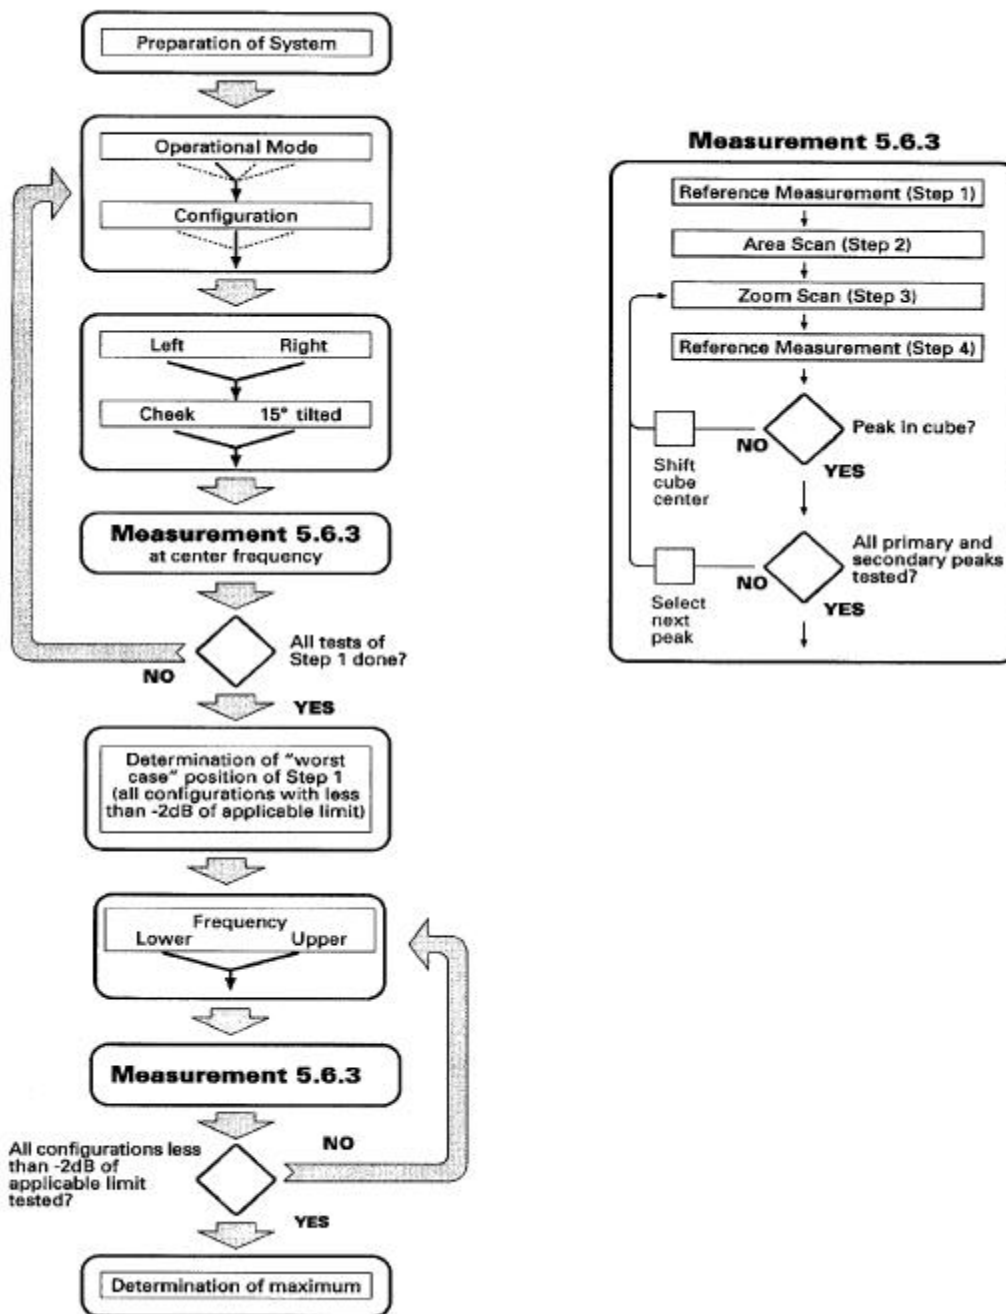 Preparation of System
Operational Mode
Configuration
Left Right
Cheek 15° tilted
Measurement 5.6.3
at center frequency
All tests of
Step 1 done?
NO
YES
Determination of "worst
case" position of Step 1
(all configurations with less
than -2dB of applicable limit)
Frequency
Lower Upper
Measurement 5.6.3
All configurations less
than -2dB of
applicable limit
tested?
NO
YES
Determination of maximum
Measurement 5.6.3
Reference Measurement (Step 1)
Area Scan (Step 2)
Zoom Scan (Step 3)
Reference Measurement (Step 4)
Peak in cube?
NO
YES
Shift
cube
center
All primary and
secondary peaks
tested?
NO
YES
Select
next
peak